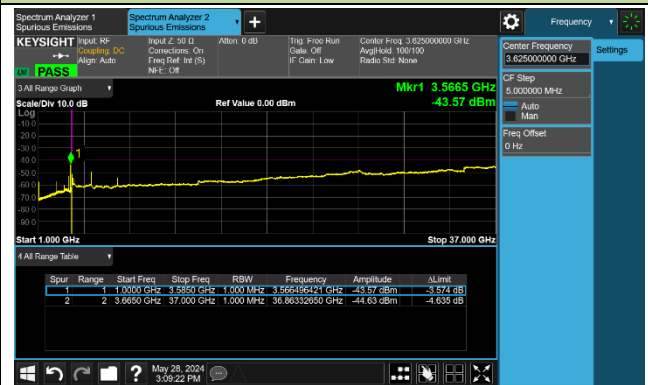 Spectrum Analyzer 1
Spurious Emissions
Spectrum Analyzer 2
Spurious Emissions
Frequency
KEYSIGHT
Input: RF
Coupling: DC
Align: Auto
Input Z: 50 Ω
Corrections: On
Freq Ref: Int (S)
NFE: Off
Atten: 0 dB
Trig: Free Run
Gate: Off
IF Gain: Low
Center Freq: 3.625000000 GHz
Avg|Hold: 100/100
Radio Std: None
PASS
Center Frequency
3.625000000 GHz
Settings
CF Step
5.000000 MHz
Auto
Man
Freq Offset
0 Hz
3 All Range Graph
Mkr1 3.5665 GHz
Scale/Div 10.0 dB
Ref Value 0.00 dBm
-43.57 dBm
Log
-10.0
-20.0
-30.0
-40.0
-50.0
-60.0
-70.0
-80.0
-90.0
1
Start 1.000 GHz
Stop 37.000 GHz
4 All Range Table
Spur Range Start Freq Stop Freq RBW Frequency Amplitude ΔLimit
1 1 1.0000 GHz 3.5850 GHz 1.000 MHz 3.566496421 GHz -43.57 dBm -3.574 dB
2 2 3.6650 GHz 37.000 GHz 1.000 MHz 36.86332650 GHz -44.63 dBm -4.635 dB
May 28, 2024
3:09:22 PM